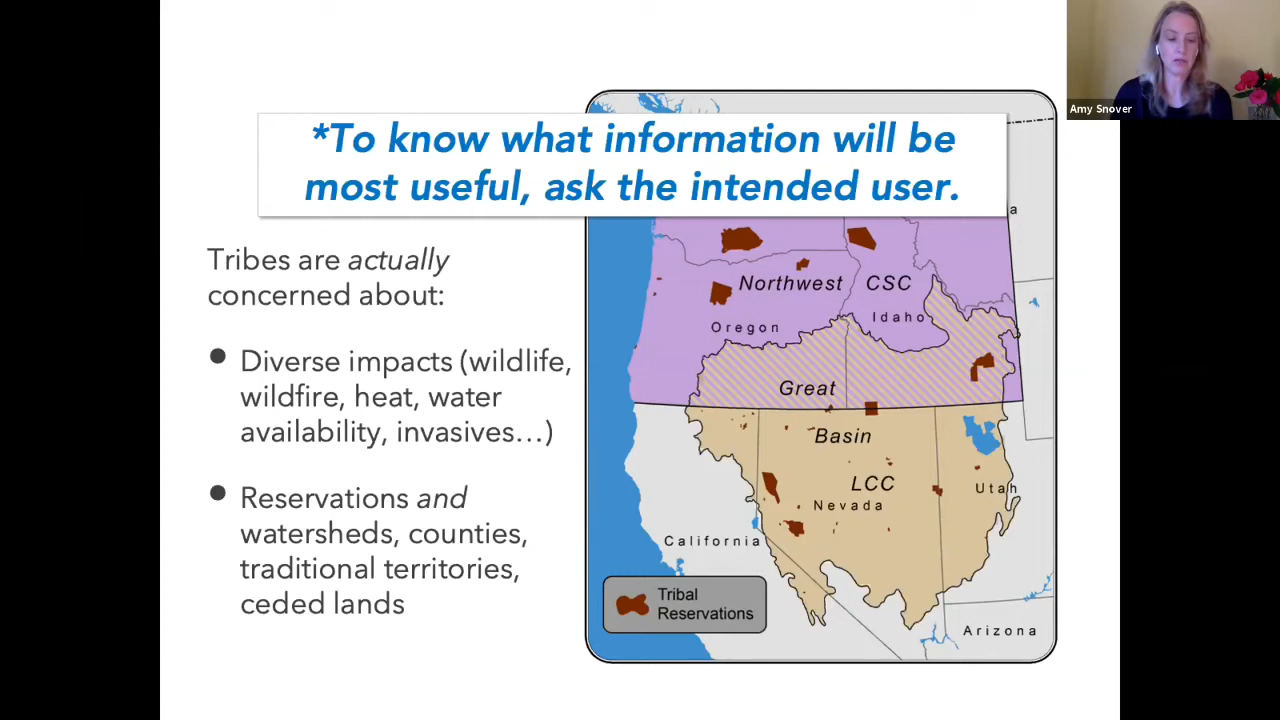 Amy Snover
*To know what information will be
most useful, ask the intended user.
a
Tribes are actually
concerned about:
● Diverse impacts (wildlife,
wildfire, heat, water
availability, invasives…)
● Reservations and
watersheds, counties,
traditional territories,
ceded lands
Northwest CSC
Oregon
Idaho
Great
Basin
LCC
Nevada
Utah
California
Arizona
Tribal
Reservations